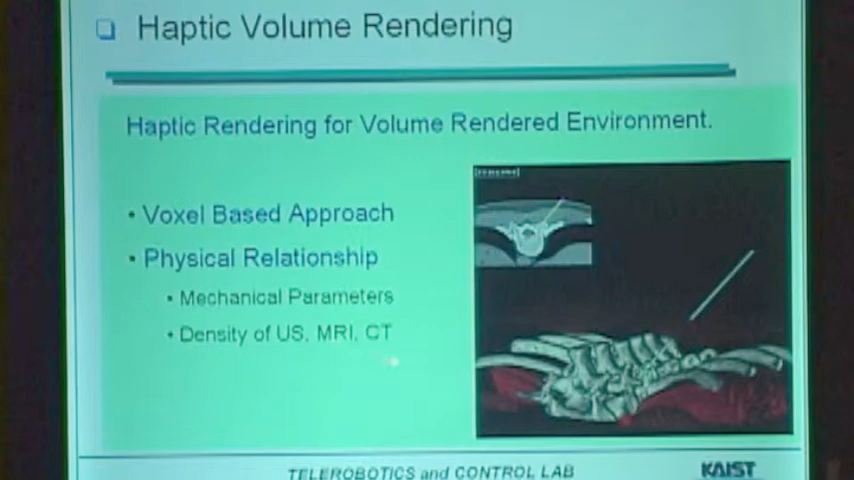 Haptic Volume Rendering
Haptic Rendering for Volume Rendered Environment.
• Voxel Based Approach
• Physical Relationship
• Mechanical Parameters
• Density of US, MRI, CT
TELEROBOTICS and CONTROL LAB
KAIST